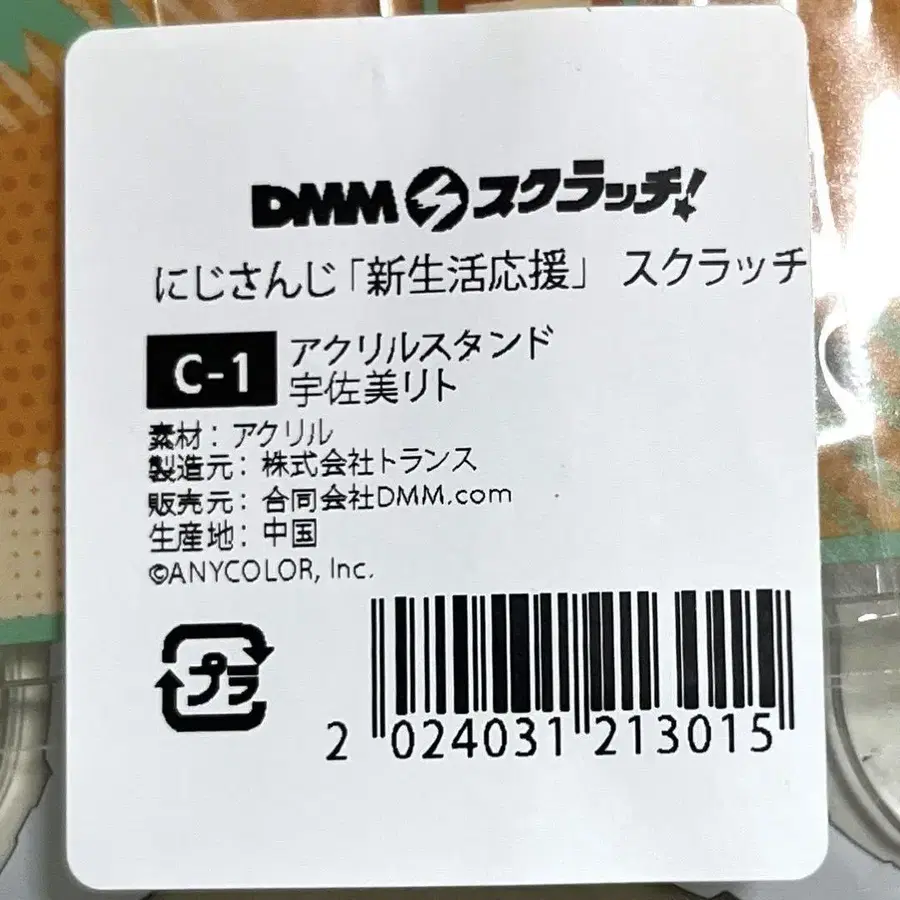 DMMスクラッチ!
にじさんじ「新生活応援」 スクラッチ
C-1 アクリルスタンド
宇佐美リト
素材：アクリル
製造元：株式会社トランス
販売元：合同会社DMM.com
生産地：中国
©ANYCOLOR, Inc.
プラ
2 024031 213015